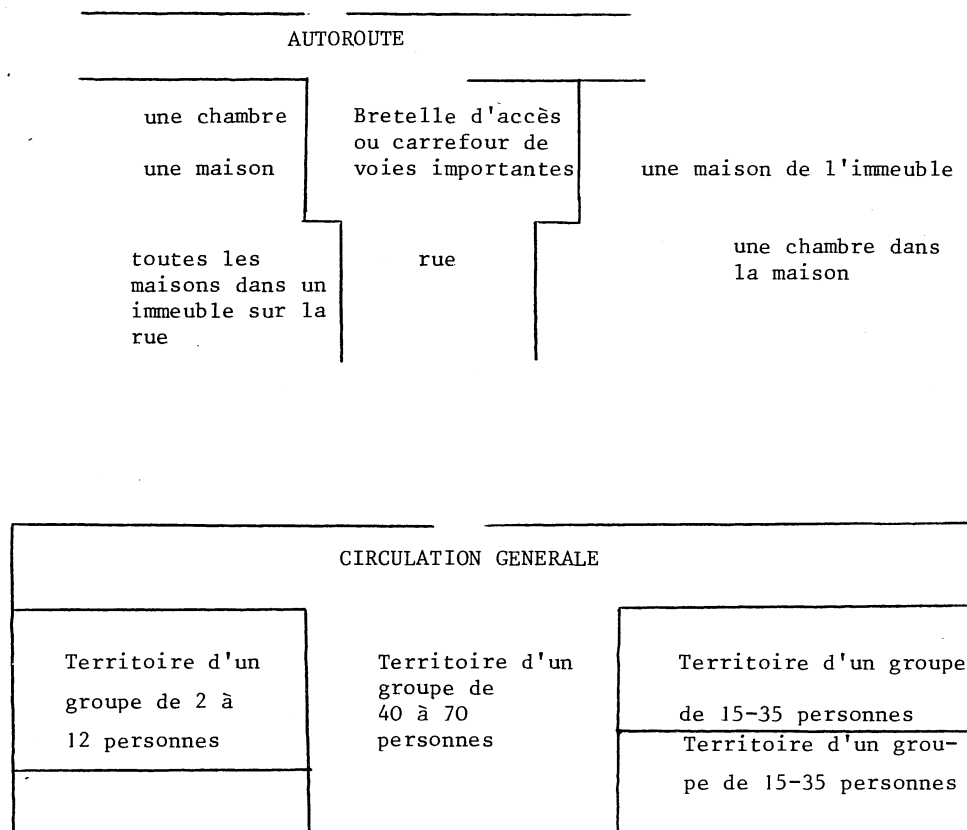 AUTOROUTE
une chambre
une maison
Bretelle d'accès
ou carrefour de
voies importantes
une maison de l'immeuble
toutes les
maisons dans un
immeuble sur la
rue
rue
une chambre dans
la maison
CIRCULATION GENERALE
Territoire d'un
groupe de 2 à
12 personnes
Territoire d'un
groupe de
40 à 70
personnes
Territoire d'un groupe
de 15-35 personnes
Territoire d'un grou-
pe de 15-35 personnes